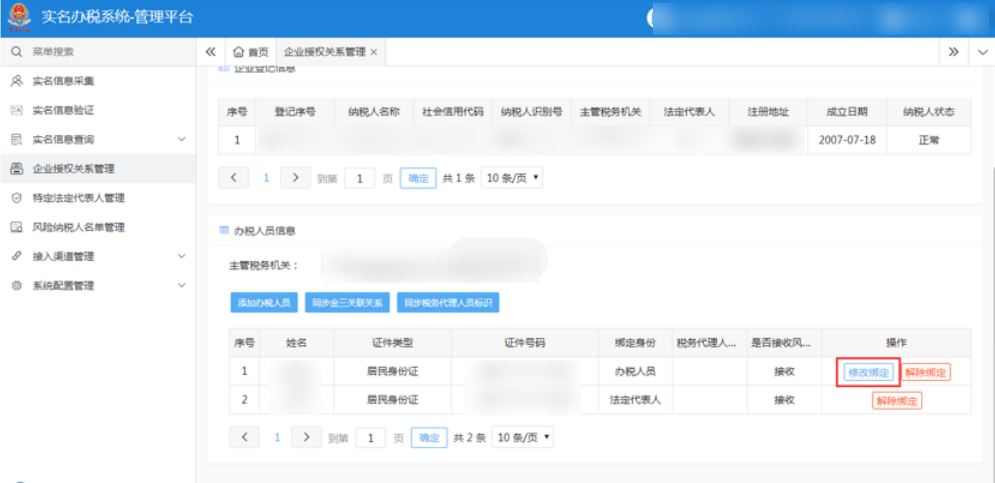 实名办税系统-管理平台
菜单搜索
首页 企业授权关系管理 ×
实名信息采集
实名信息验证
实名信息查询
企业授权关系管理
特定法定代表人管理
风险纳税人名单管理
接入渠道管理
系统配置管理
企业登记信息
序号 登记序号 纳税人名称 社会信用代码 纳税人识别号 主管税务机关 法定代表人 注册地址 成立日期 纳税人状态
1 2007-07-18 正常
< 1 > 到第 1 页 确定 共 1 条 10 条/页
办税人员信息
主管税务机关：
添加办税人员 同步金三关联关系 同步税务代理人员标识
序号 姓名 证件类型 证件号码 绑定身份 税务代理人... 是否接收风... 操作
1 居民身份证 办税人员 接收 修改绑定 解除绑定
2 居民身份证 法定代表人 接收 解除绑定
< 1 > 到第 1 页 确定 共 2 条 10 条/页